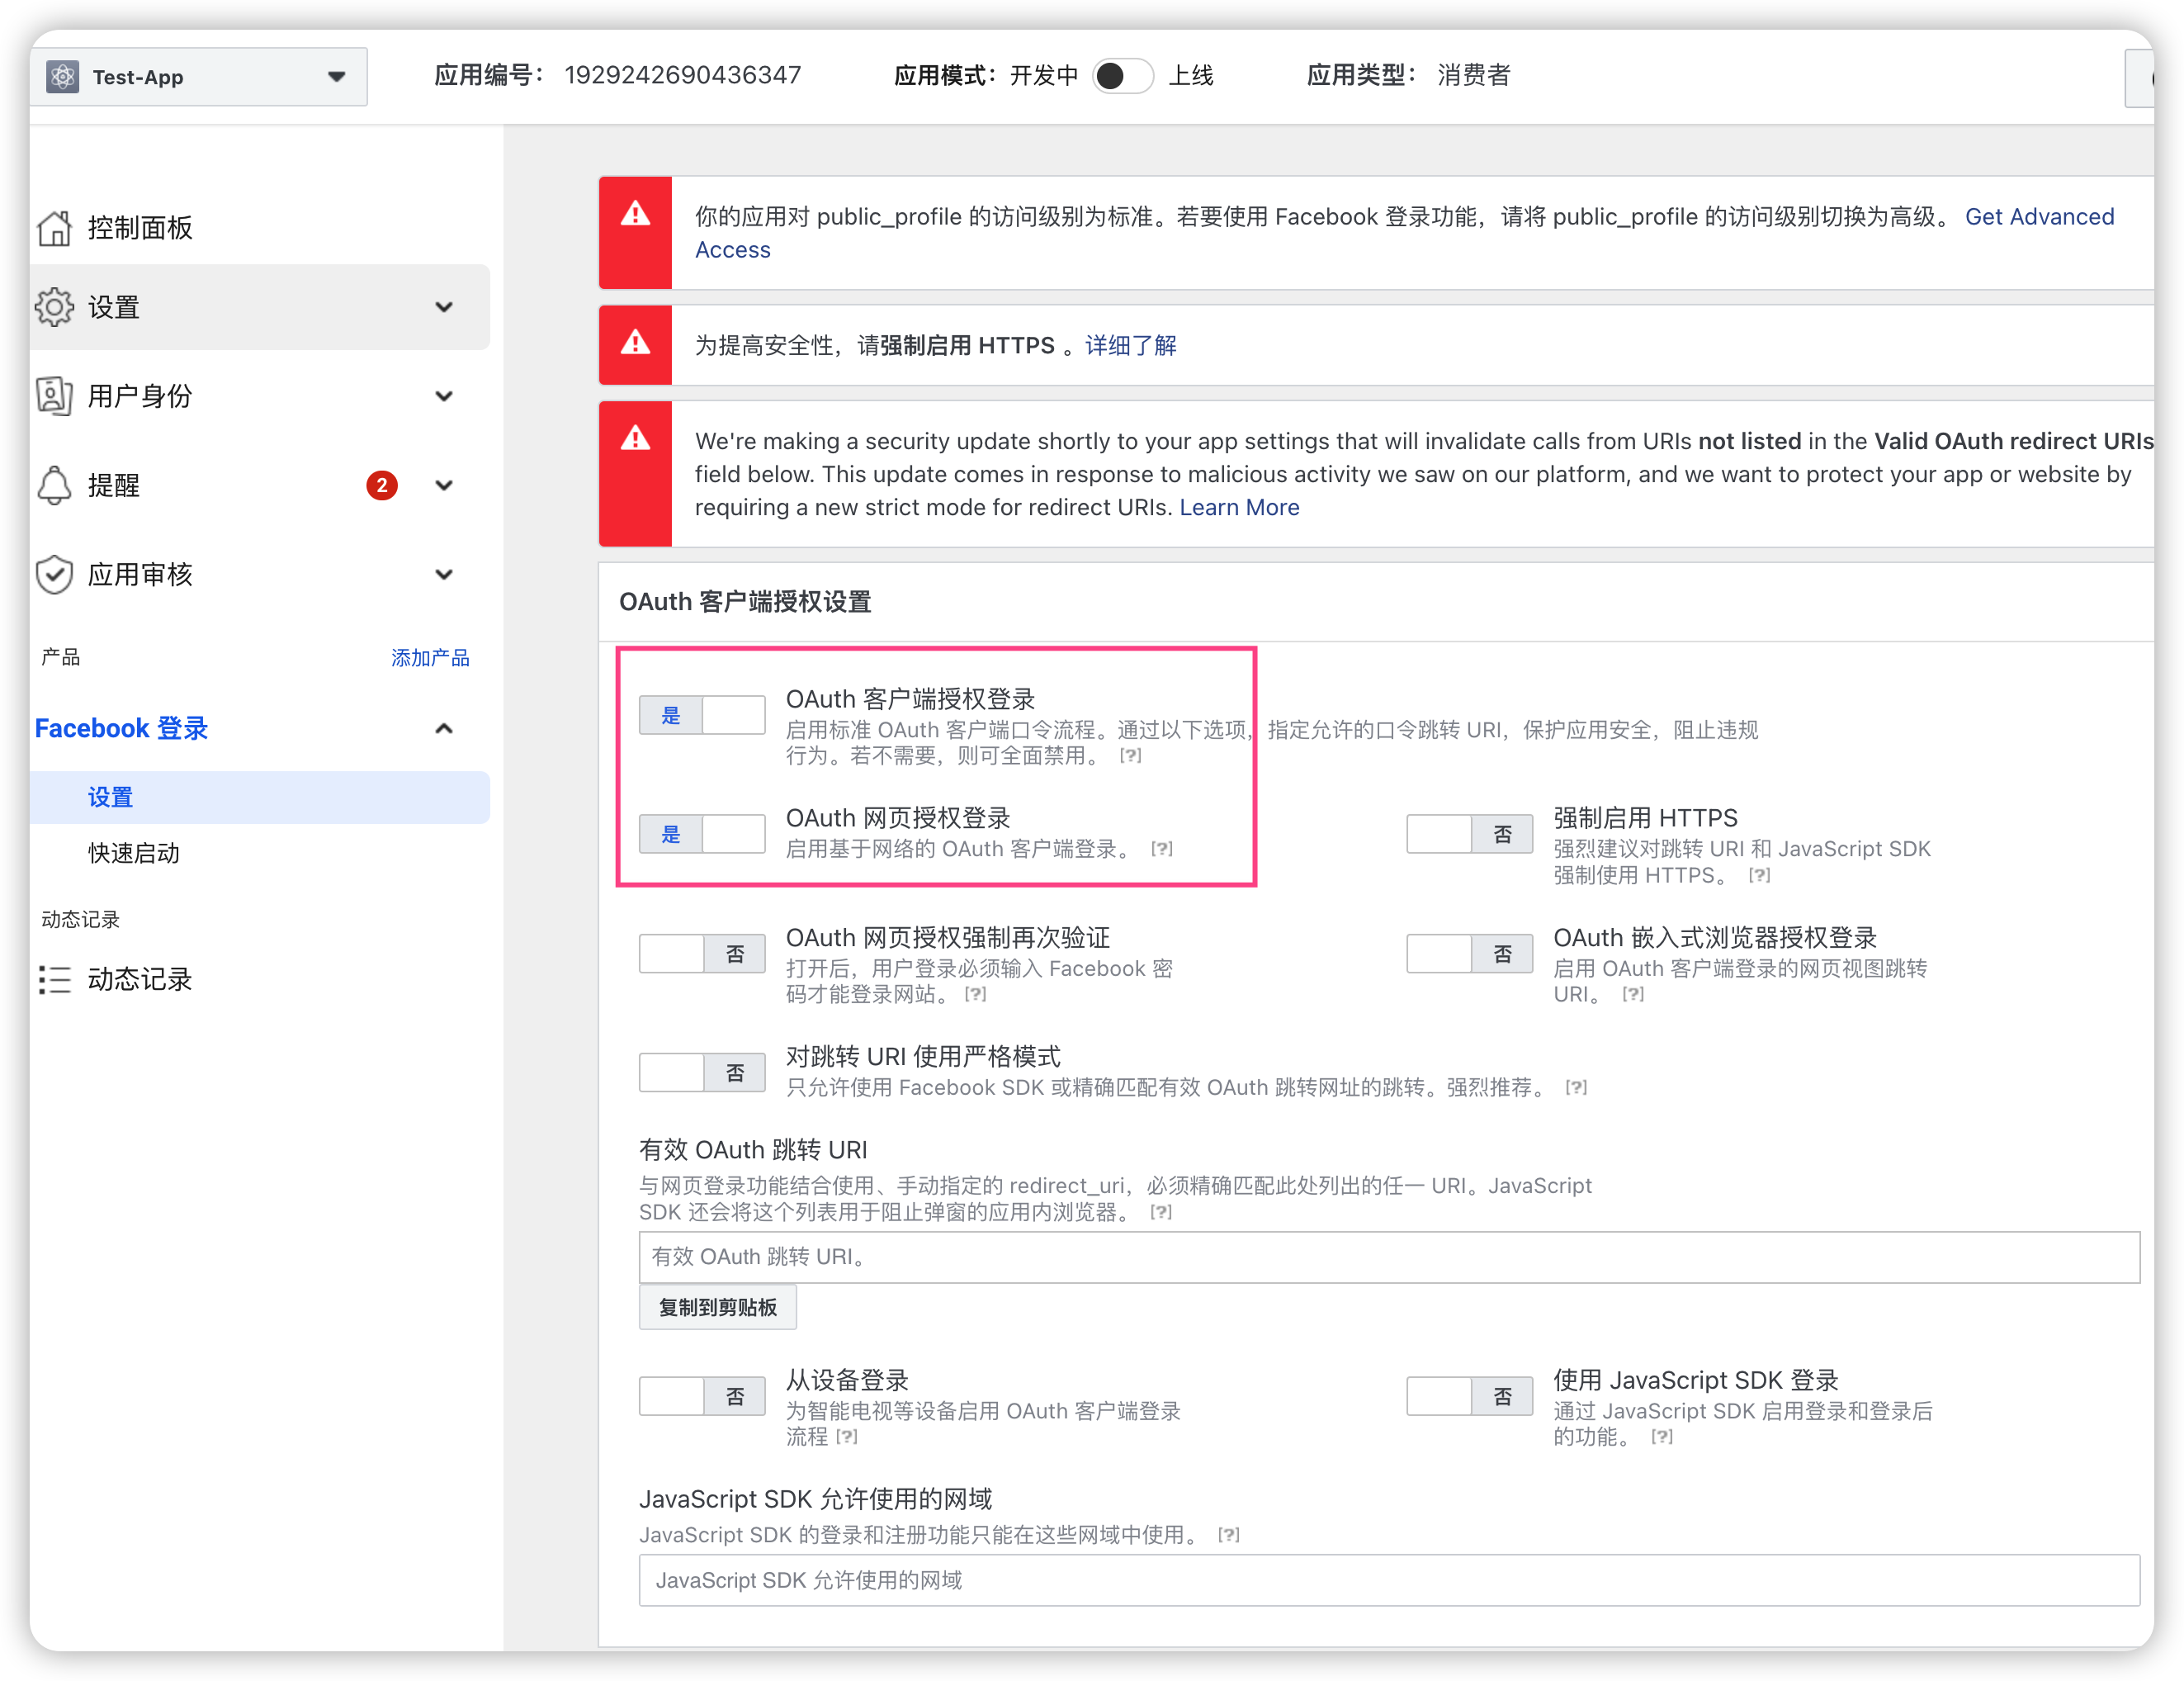 Test-App
应用编号： 1929242690436347
应用模式：开发中 上线
应用类型： 消费者
控制面板
设置
用户身份
提醒
2
应用审核
产品
添加产品
Facebook 登录
设置
快速启动
动态记录
动态记录
你的应用对 public_profile 的访问级别为标准。若要使用 Facebook 登录功能，请将 public_profile 的访问级别切换为高级。 Get Advanced
Access
为提高安全性，请强制启用 HTTPS 。详细了解
We're making a security update shortly to your app settings that will invalidate calls from URIs not listed in the Valid OAuth redirect URIs
field below. This update comes in response to malicious activity we saw on our platform, and we want to protect your app or website by
requiring a new strict mode for redirect URIs. Learn More
OAuth 客户端授权设置
是
OAuth 客户端授权登录
启用标准 OAuth 客户端口令流程。通过以下选项，指定允许的口令跳转 URI，保护应用安全，阻止违规
行为。若不需要，则可全面禁用。 [?]
是
OAuth 网页授权登录
启用基于网络的 OAuth 客户端登录。 [?]
否
强制启用 HTTPS
强烈建议对跳转 URI 和 JavaScript SDK
强制使用 HTTPS。 [?]
否
OAuth 网页授权强制再次验证
打开后，用户登录必须输入 Facebook 密
码才能登录网站。 [?]
否
OAuth 嵌入式浏览器授权登录
启用 OAuth 客户端登录的网页视图跳转
URI。 [?]
否
对跳转 URI 使用严格模式
只允许使用 Facebook SDK 或精确匹配有效 OAuth 跳转网址的跳转。强烈推荐。 [?]
有效 OAuth 跳转 URI
与网页登录功能结合使用、手动指定的 redirect_uri，必须精确匹配此处列出的任一 URI。JavaScript
SDK 还会将这个列表用于阻止弹窗的应用内浏览器。 [?]
有效 OAuth 跳转 URI。
复制到剪贴板
否
从设备登录
为智能电视等设备启用 OAuth 客户端登录
流程 [?]
否
使用 JavaScript SDK 登录
通过 JavaScript SDK 启用登录和登录后
的功能。 [?]
JavaScript SDK 允许使用的网域
JavaScript SDK 的登录和注册功能只能在这些网域中使用。 [?]
JavaScript SDK 允许使用的网域